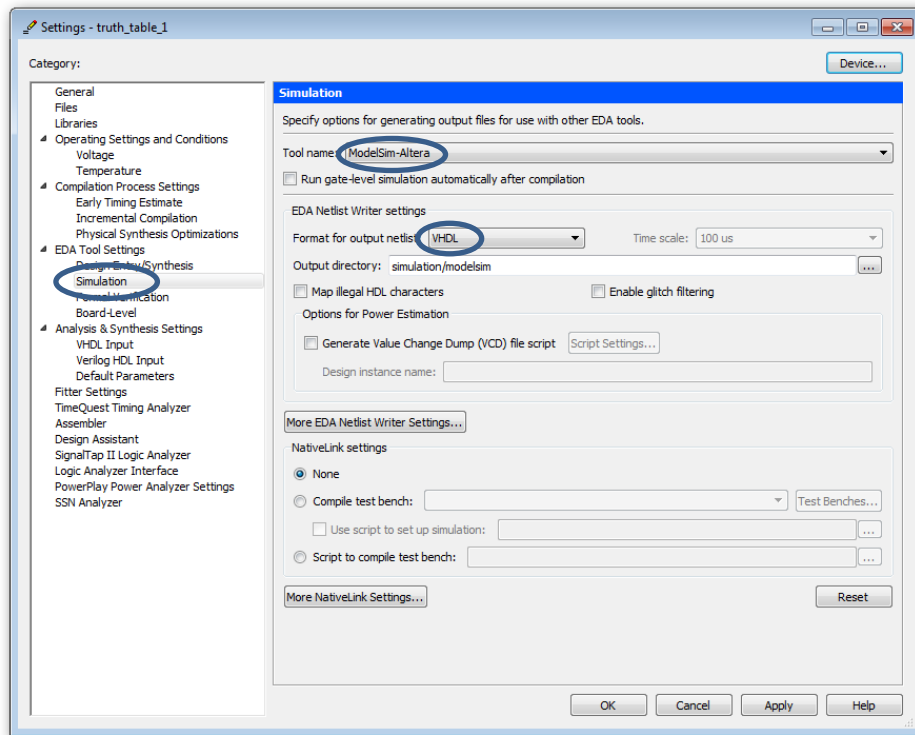 Settings - truth_table_1
Category:
Device...
General
Files
Libraries
Operating Settings and Conditions
Voltage
Temperature
Compilation Process Settings
Early Timing Estimate
Incremental Compilation
Physical Synthesis Optimizations
EDA Tool Settings
Design Entry/Synthesis
Simulation
Formal Verification
Board-Level
Analysis & Synthesis Settings
VHDL Input
Verilog HDL Input
Default Parameters
Fitter Settings
TimeQuest Timing Analyzer
Assembler
Design Assistant
SignalTap II Logic Analyzer
Logic Analyzer Interface
PowerPlay Power Analyzer Settings
SSN Analyzer
Simulation
Specify options for generating output files for use with other EDA tools.
Tool name: ModelSim-Altera
Run gate-level simulation automatically after compilation
EDA Netlist Writer settings
Format for output netlist: VHDL Time scale: 100 us
Output directory: simulation/modelsim ...
Map illegal HDL characters Enable glitch filtering
Options for Power Estimation
Generate Value Change Dump (VCD) file script Script Settings...
Design instance name:
More EDA Netlist Writer Settings...
NativeLink settings
None
Compile test bench: Test Benches...
Use script to set up simulation: ...
Script to compile test bench: ...
More NativeLink Settings... Reset
OK Cancel Apply Help